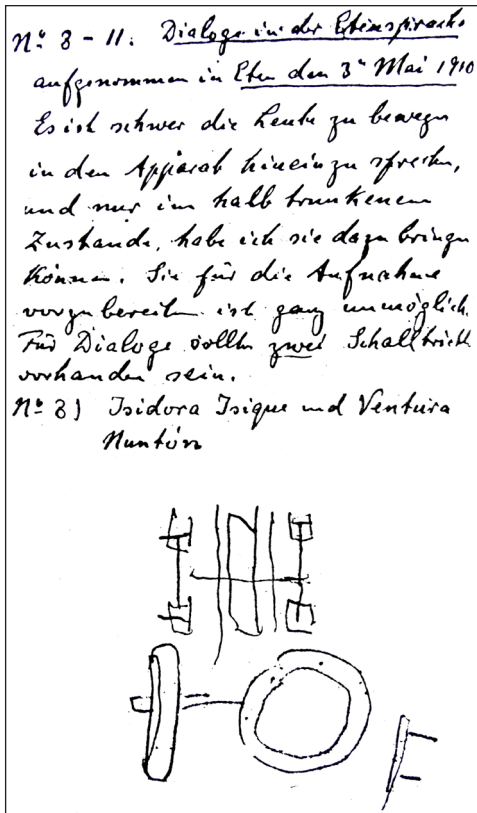 Nº 8 - 11. Dialoge in der Etensprache
aufgenommen in Eten den 3n Mai 1910
Es ist schwer die Leute zu bewegen
in den Apparat hineinzusprechen,
und nur im halb trunkenem
Zustande, habe ich sie dazu bringen
können. Sie für die Aufnahme
vorzubereiten ist ganz unmöglich.
Für Dialoge sollten zwei Schalltrichter
vorhanden sein.
Nº 8) Isidora Isique und Ventura
Nuntón